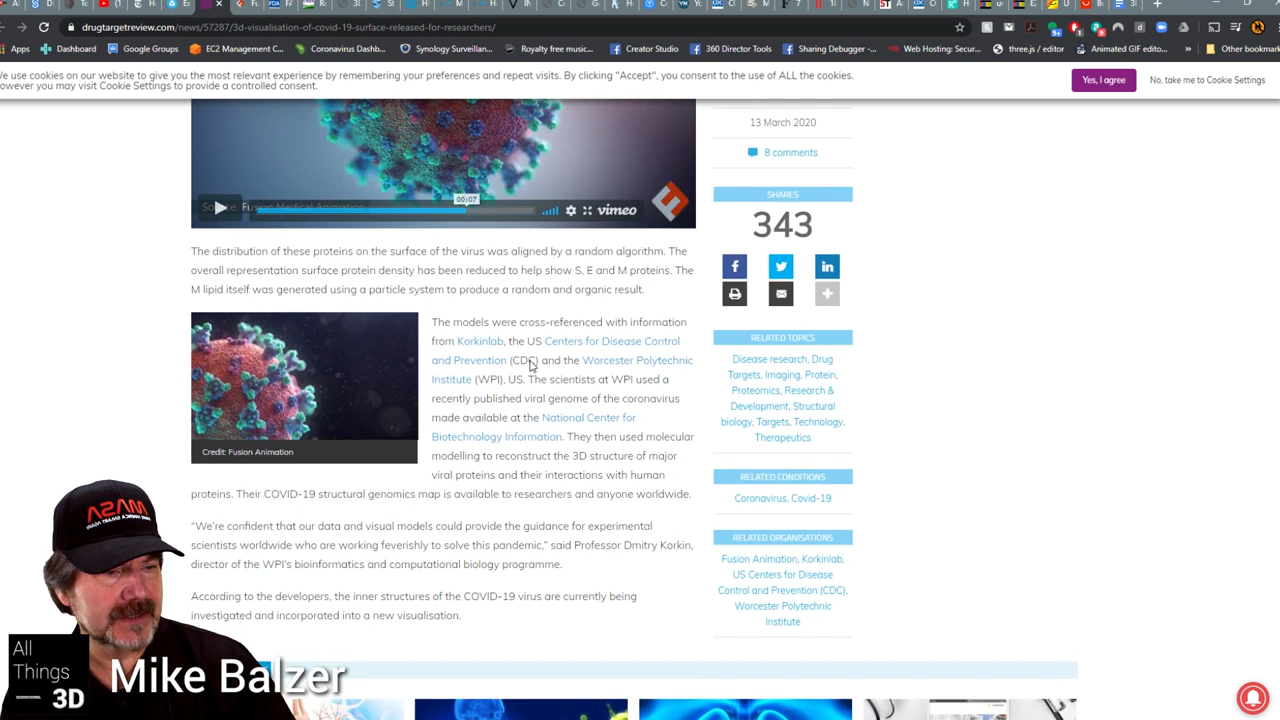 drugtargetreview.com/news/57287/3d-visualisation-of-covid-19-surface-released-for-researchers/
Apps Dashboard Google Groups EC2 Management C... Coronavirus Dashb... Synology Surveillan... Royalty free music... Creator Studio 360 Director Tools Sharing Debugger -... Web Hosting: Secur... three.js / editor Animated GIF edito... » Other bookmar
e use cookies on our website to give you the most relevant experience by remembering your preferences and repeat visits. By clicking "Accept", you consent to the use of ALL the cookies.
owever you may visit Cookie Settings to provide a controlled consent.
Yes, I agree
No, take me to Cookie Settings
13 March 2020
8 comments
SHARES
343
00:07
Source: Fusion Medical Animation
vimeo
The distribution of these proteins on the surface of the virus was aligned by a random algorithm. The
overall representation surface protein density has been reduced to help show S, E and M proteins. The
M lipid itself was generated using a particle system to produce a random and organic result.
The models were cross-referenced with information
from Korkinlab, the US Centers for Disease Control
and Prevention (CDC) and the Worcester Polytechnic
Institute (WPI), US. The scientists at WPI used a
recently published viral genome of the coronavirus
made available at the National Center for
Biotechnology Information. They then used molecular
modelling to reconstruct the 3D structure of major
viral proteins and their interactions with human
proteins. Their COVID-19 structural genomics map is available to researchers and anyone worldwide.
Credit: Fusion Animation
"We're confident that our data and visual models could provide the guidance for experimental
scientists worldwide who are working feverishly to solve this pandemic," said Professor Dmitry Korkin,
director of the WPI's bioinformatics and computational biology programme.
According to the developers, the inner structures of the COVID-19 virus are currently being
investigated and incorporated into a new visualisation.
RELATED TOPICS
Disease research, Drug
Targets, Imaging, Protein,
Proteomics, Research &
Development, Structural
biology, Targets, Technology,
Therapeutics
RELATED CONDITIONS
Coronavirus, Covid-19
RELATED ORGANISATIONS
Fusion Animation, Korkinlab,
US Centers for Disease
Control and Prevention (CDC),
Worcester Polytechnic
Institute
MASA
MAKE AMERICA SMART AGAIN
All
Things
3D
Mike Balzer